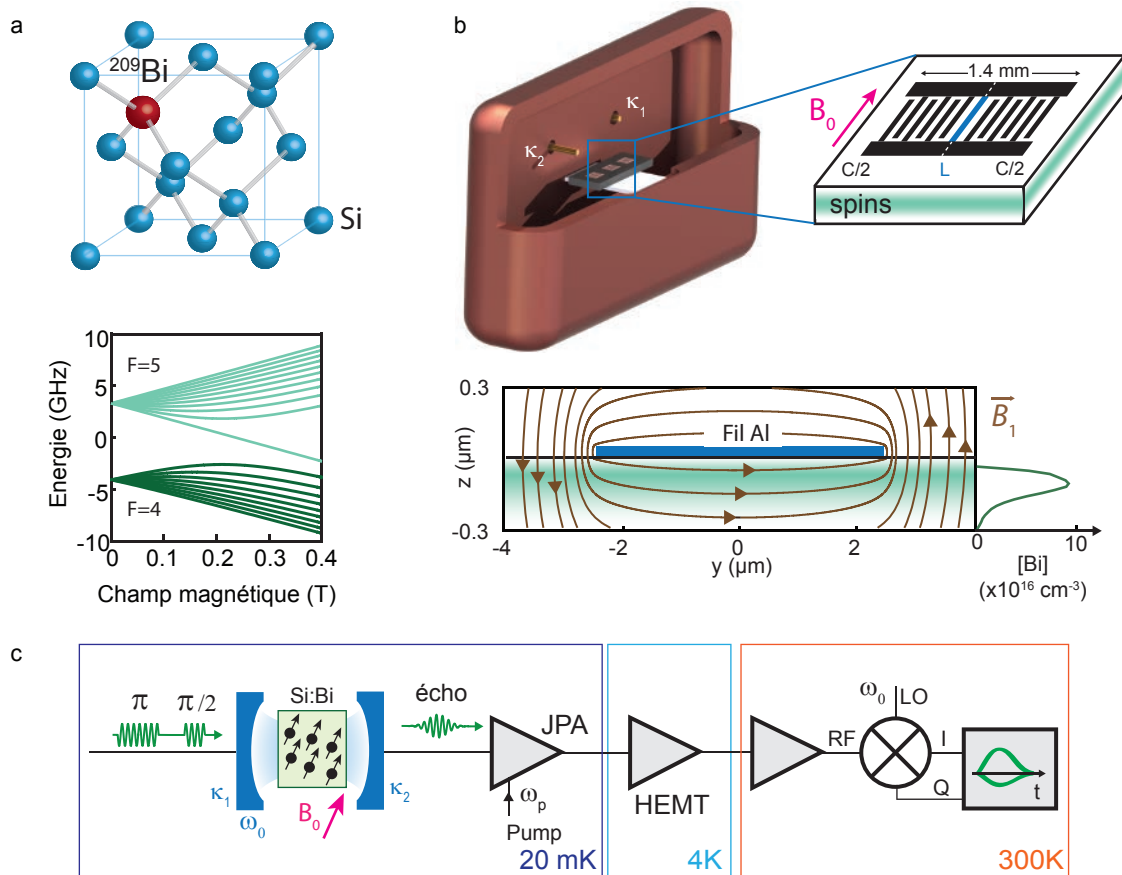 a
209Bi
Si
Energie (GHz)
10
5
0
-5
-10
F=5
F=4
0 0.1 0.2 0.3 0.4
Champ magnétique (T)
b
κ1
κ2
1.4 mm
B0
C/2 L C/2
spins
z (µm)
0.3
-0.3
Fil Al
B1
-4 -2 0 2 0 10
y (µm)
[Bi]
(x10^16 cm^-3)
c
π π/2
Si:Bi
écho
JPA
κ1
ω0
B0
κ2
ωp
Pump
20 mK
HEMT
4K
ω0
LO
RF
I
Q
t
300K